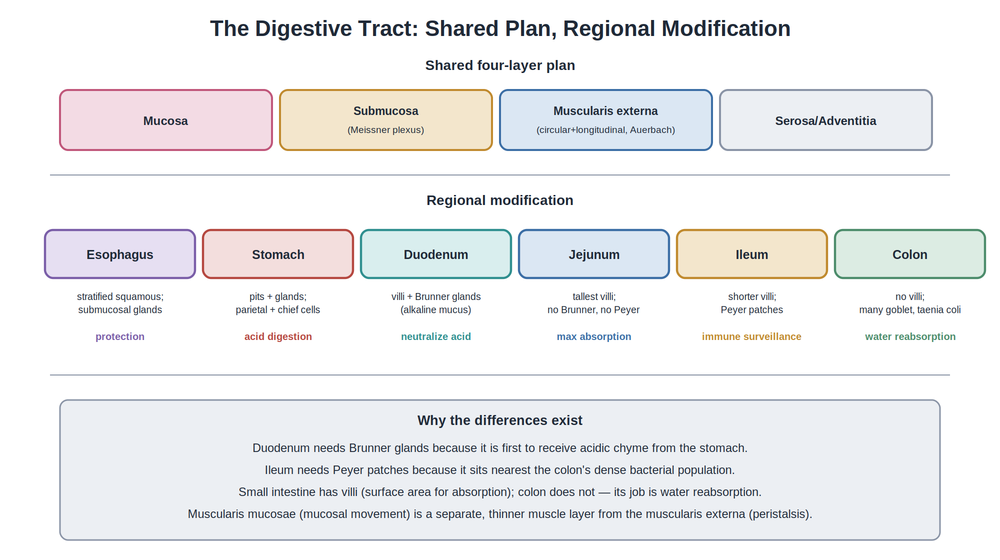 The Digestive Tract: Shared Plan, Regional Modification
Shared four-layer plan
Mucosa
Submucosa
(Meissner plexus)
Muscularis externa
(circular+longitudinal, Auerbach)
Serosa/Adventitia
Regional modification
Esophagus
stratified squamous;
submucosal glands
protection
Stomach
pits + glands;
parietal + chief cells
acid digestion
Duodenum
villi + Brunner glands
(alkaline mucus)
neutralize acid
Jejunum
tallest villi;
no Brunner, no Peyer
max absorption
Ileum
shorter villi;
Peyer patches
immune surveillance
Colon
no villi;
many goblet, taenia coli
water reabsorption
Why the differences exist
Duodenum needs Brunner glands because it is first to receive acidic chyme from the stomach.
Ileum needs Peyer patches because it sits nearest the colon's dense bacterial population.
Small intestine has villi (surface area for absorption); colon does not — its job is water reabsorption.
Muscularis mucosae (mucosal movement) is a separate, thinner muscle layer from the muscularis externa (peristalsis).